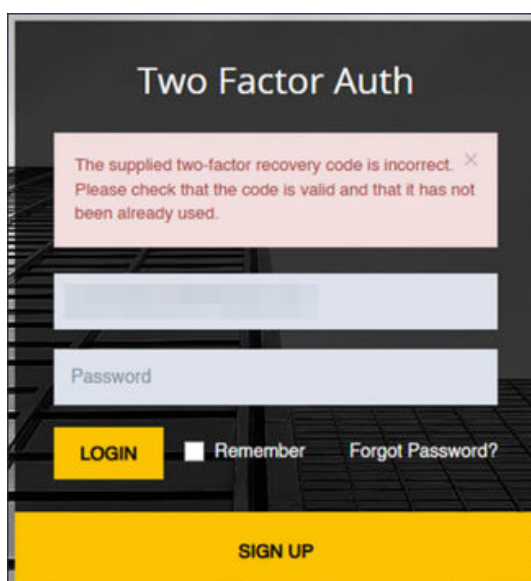 Two Factor Auth
The supplied two-factor recovery code is incorrect. ×
Please check that the code is valid and that it has not
been already used.
Password
LOGIN Remember Forgot Password?
SIGN UP